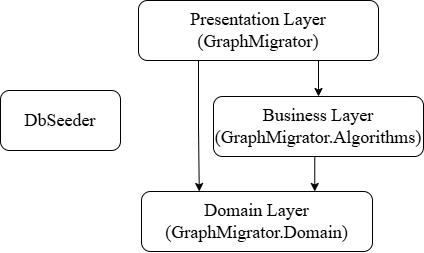 Presentation Layer
(GraphMigrator)
DbSeeder
Business Layer
(GraphMigrator.Algorithms)
Domain Layer
(GraphMigrator.Domain)